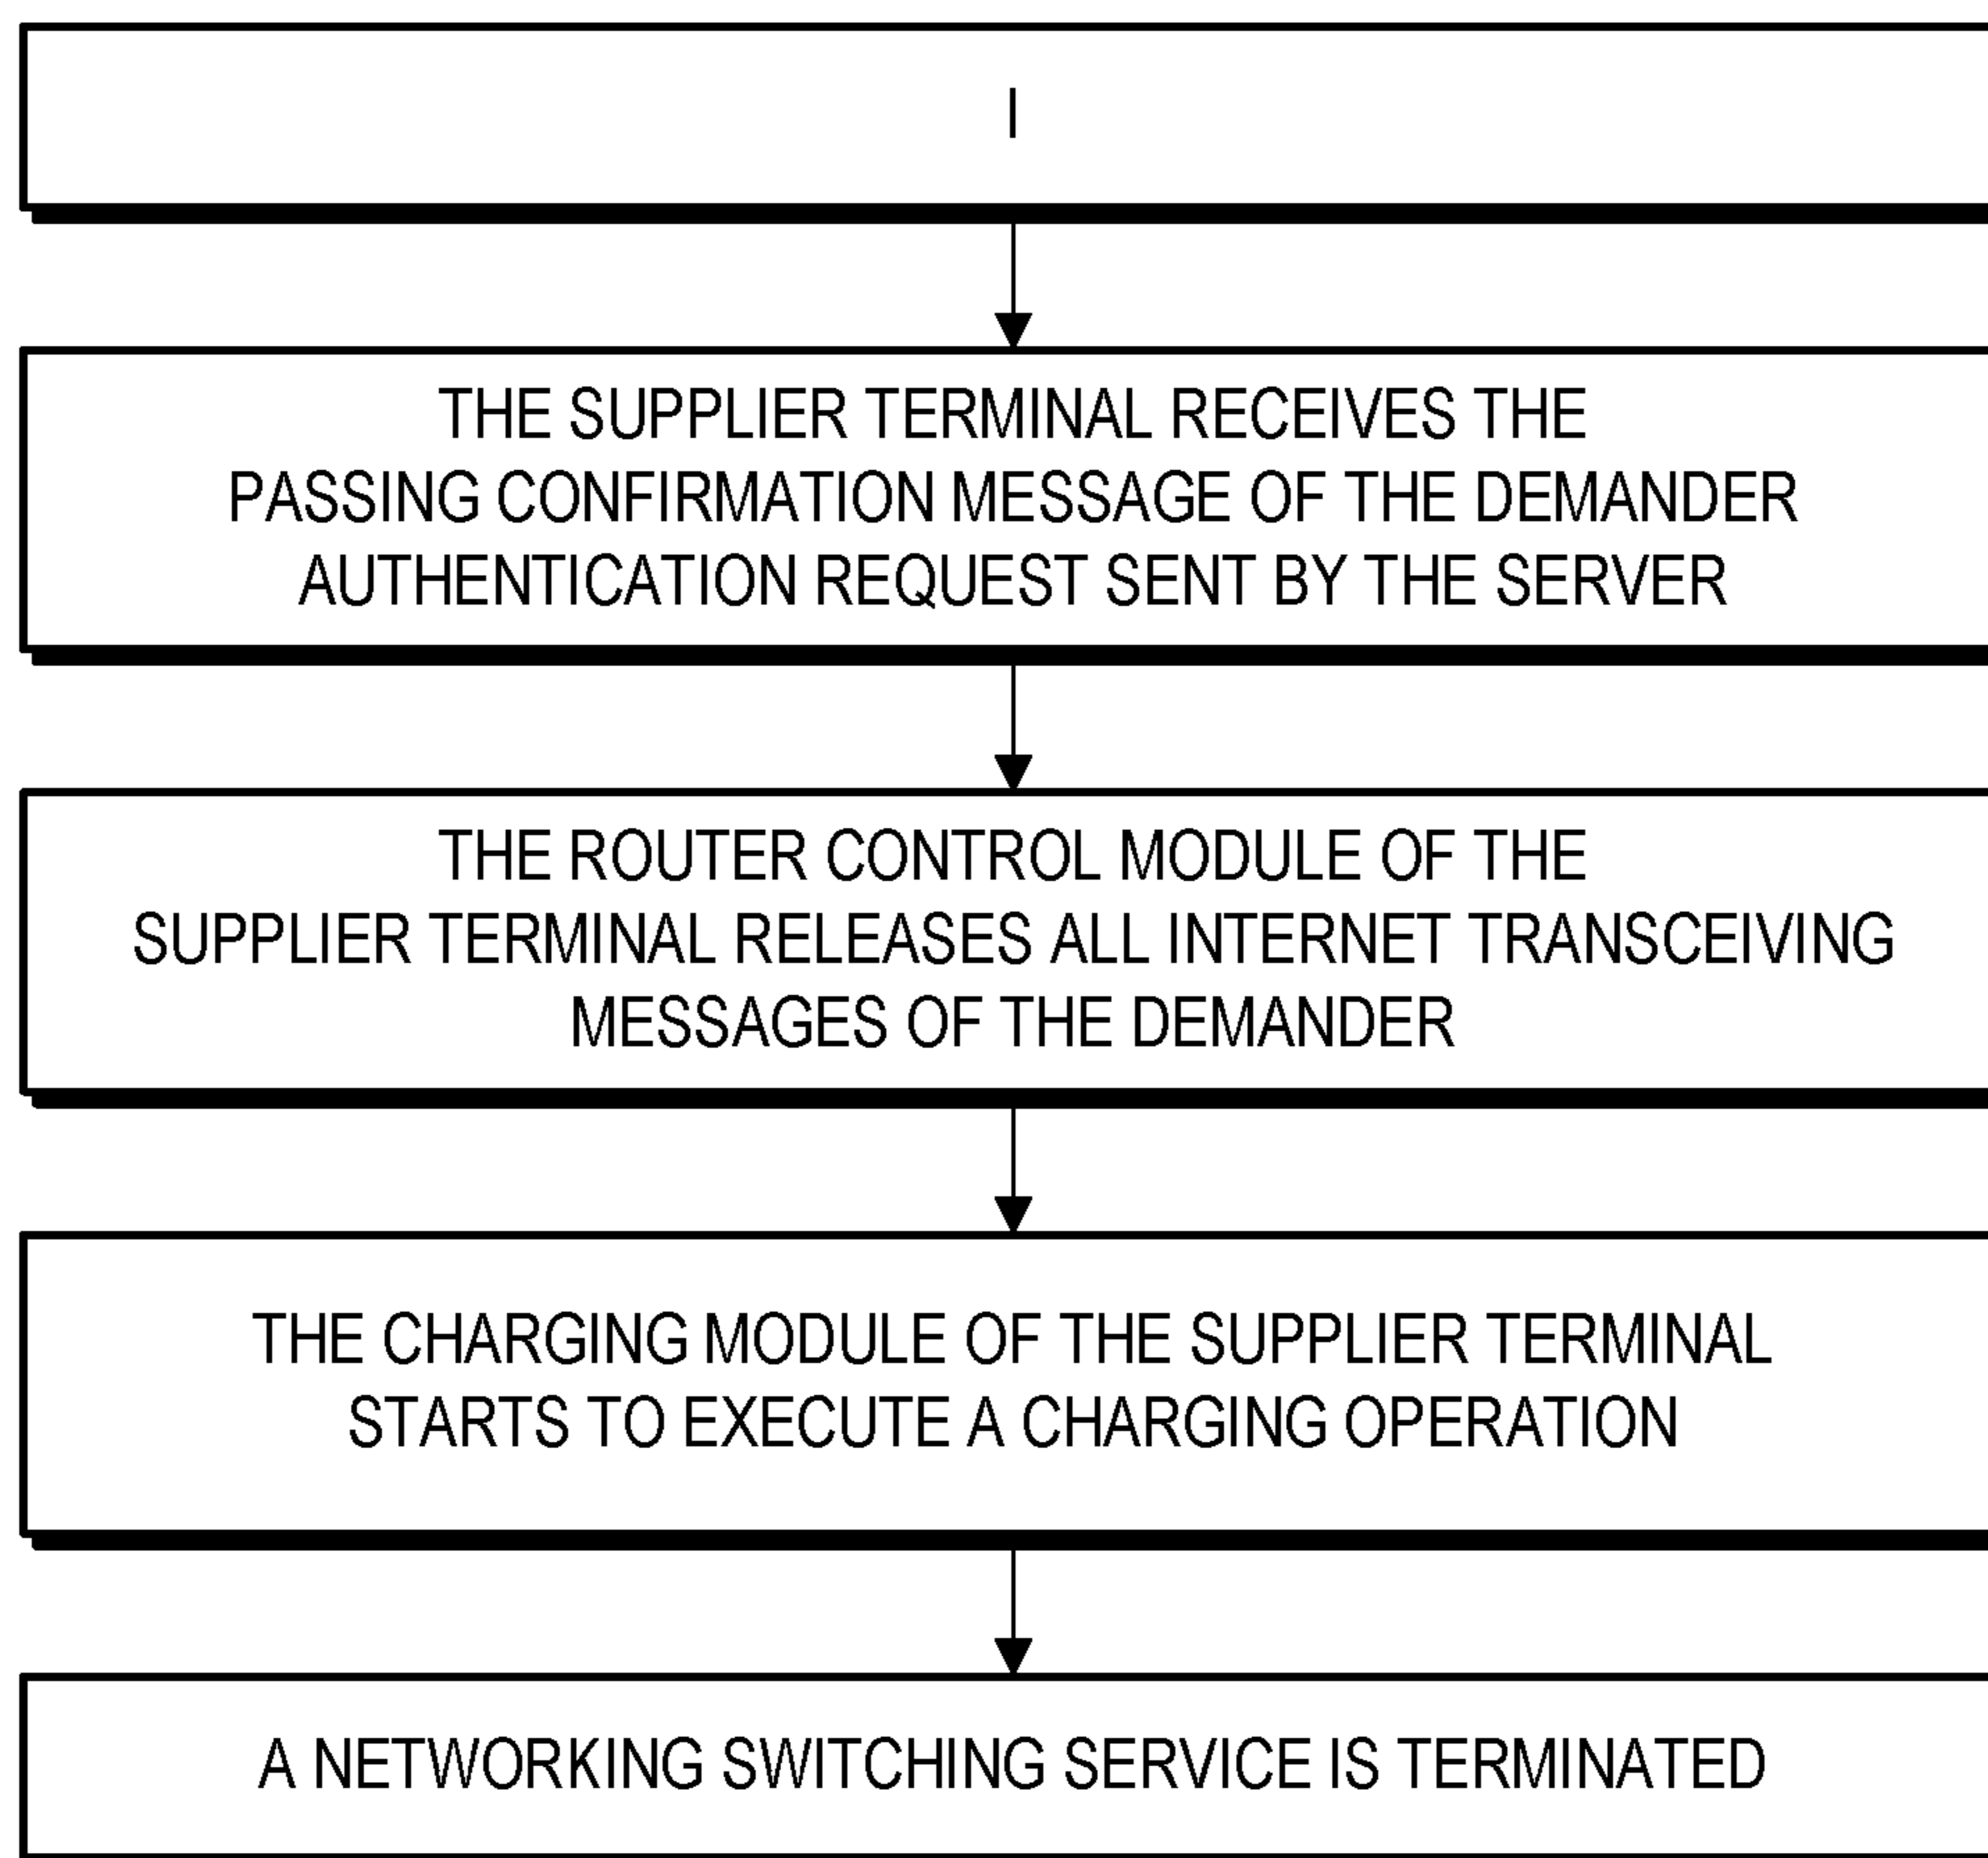 I
THE SUPPLIER TERMINAL RECEIVES THE
PASSING CONFIRMATION MESSAGE OF THE DEMANDER
AUTHENTICATION REQUEST SENT BY THE SERVER
THE ROUTER CONTROL MODULE OF THE
SUPPLIER TERMINAL RELEASES ALL INTERNET TRANSCEIVING
MESSAGES OF THE DEMANDER
THE CHARGING MODULE OF THE SUPPLIER TERMINAL
STARTS TO EXECUTE A CHARGING OPERATION
A NETWORKING SWITCHING SERVICE IS TERMINATED